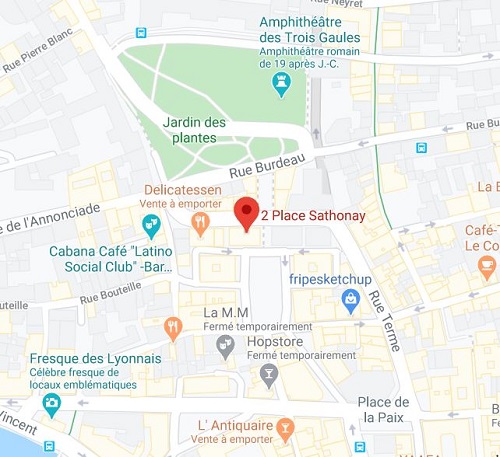 Rue Neyret
Amphithéâtre
des Trois Gaules
Amphithéâtre romain
de 19 après J.-C.
Rue Pierre Blanc
Jardin des
plantes
Rue Bu
Rue Burdeau
Delicatessen
Vente à emporter
2 Place Sathonay
La B
e de l'Annonciade
Café-T
Le Co
Cabana Café "Latino
Social Club" -Bar...
fripesketchup
Rue Bouteille
uteille
Rue Terme
La M.M
Fermé temporairement
Hopstore
Fermé temporairement
Fresque des Lyonnais
Célèbre fresque de
locaux emblématiques
Place de
la Paix
B
Fe
Vincent
L' Antiquaire
Vente à emporter